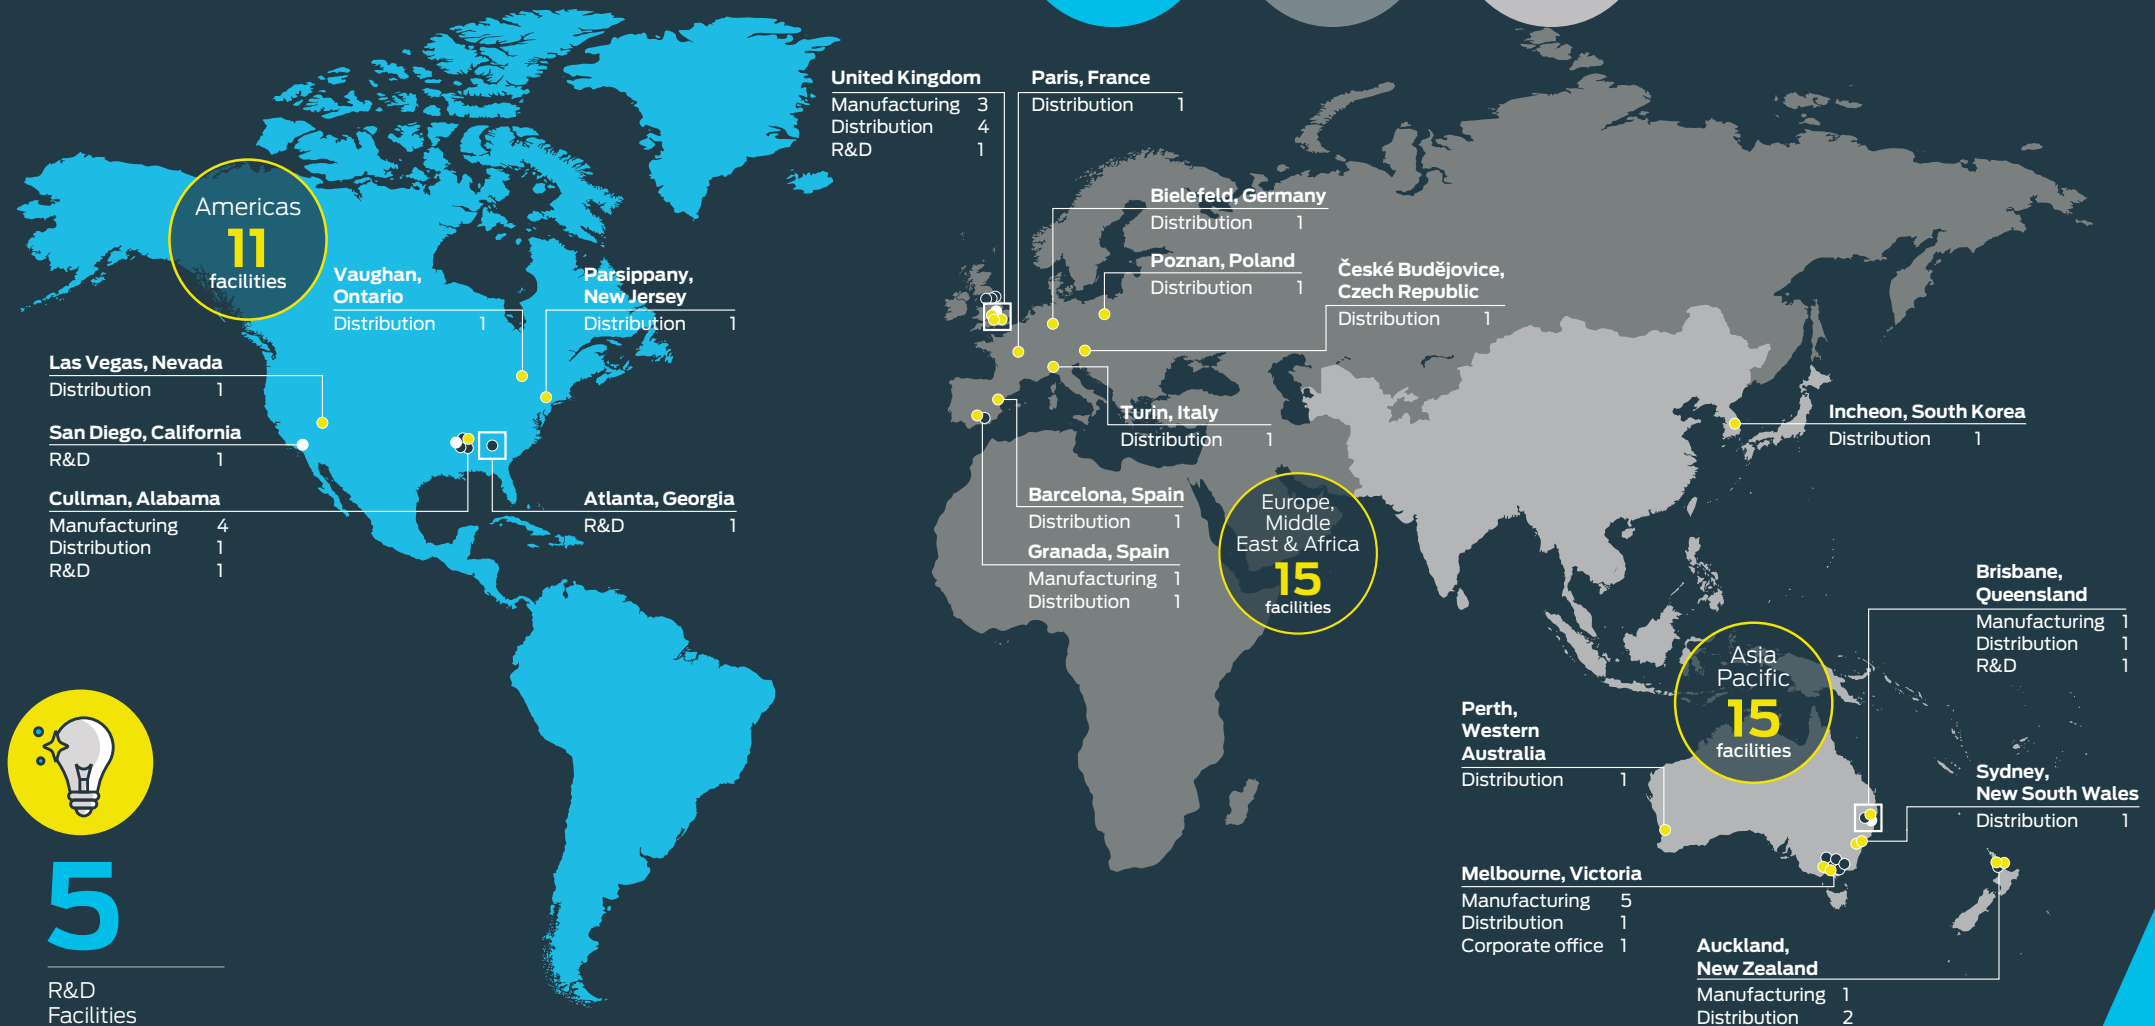 United Kingdom
Manufacturing 3
Distribution 4
R&D 1
Paris, France
Distribution 1
Americas
11
facilities
Vaughan,
Ontario
Distribution 1
Parsippany,
New Jersey
Distribution 1
Las Vegas, Nevada
Distribution 1
San Diego, California
R&D 1
Cullman, Alabama
Manufacturing 4
Distribution 1
R&D 1
Atlanta, Georgia
R&D 1
Bielefeld, Germany
Distribution 1
Poznan, Poland
Distribution 1
České Budějovice,
Czech Republic
Distribution 1
Turin, Italy
Distribution 1
Barcelona, Spain
Distribution 1
Granada, Spain
Manufacturing 1
Distribution 1
Europe,
Middle
East & Africa
15
facilities
Incheon, South Korea
Distribution 1
Brisbane,
Queensland
Manufacturing 1
Distribution 1
R&D 1
Asia
Pacific
15
facilities
Perth,
Western
Australia
Distribution 1
Sydney,
New South Wales
Distribution 1
Melbourne, Victoria
Manufacturing 5
Distribution 1
Corporate office 1
Auckland,
New Zealand
Manufacturing 1
Distribution 2
5
R&D
Facilities